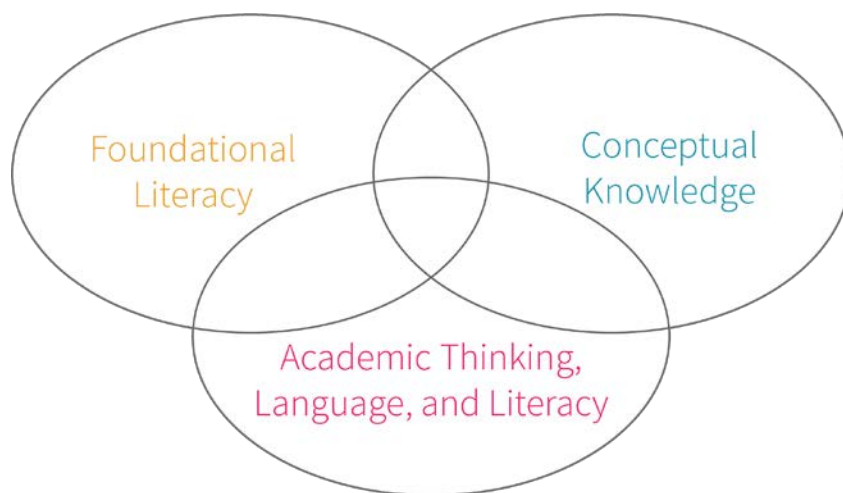 Foundational
Literacy
Conceptual
Knowledge
Academic Thinking,
Language, and Literacy